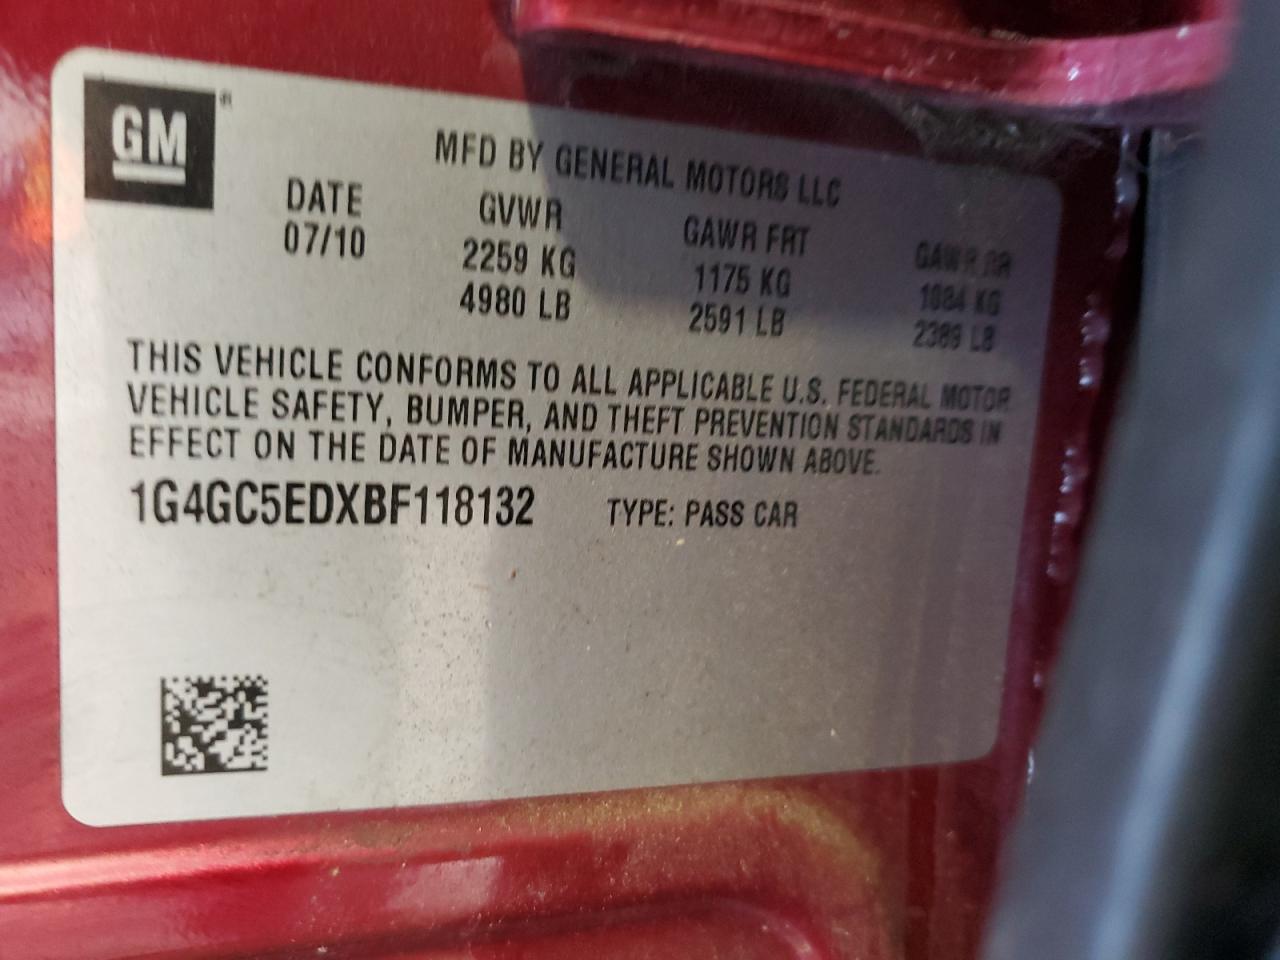 GM®
MFD BY GENERAL MOTORS LLC
DATE GVWR GAWR FRT GAWR RR
07/10 2259 KG 1175 KG 1084 KG
4980 LB 2591 LB 2389 LB
THIS VEHICLE CONFORMS TO ALL APPLICABLE U.S. FEDERAL MOTOR
VEHICLE SAFETY, BUMPER, AND THEFT PREVENTION STANDARDS IN
EFFECT ON THE DATE OF MANUFACTURE SHOWN ABOVE.
1G4GC5EDXBF118132 TYPE: PASS CAR